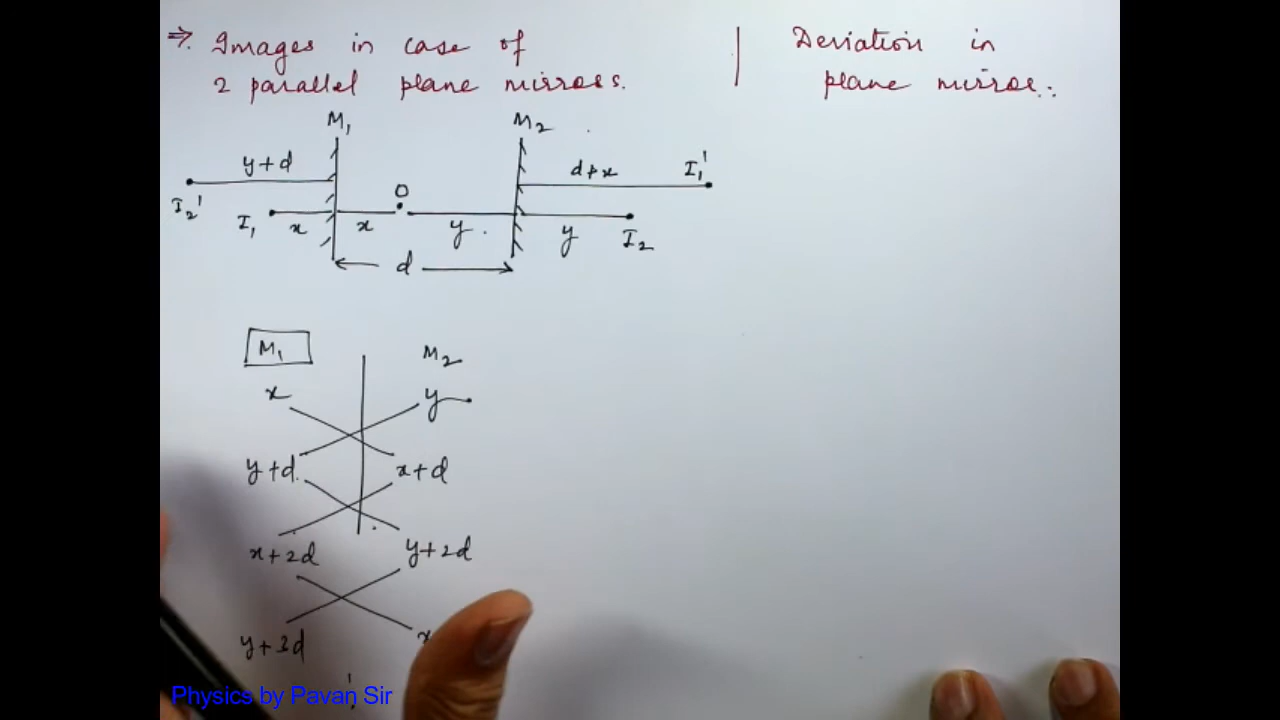 ⇒. Images in case of
2 parallel plane mirrors.
Deviation in
plane mirror.:
M₁ M₂
y+d d+x I₁'
I₂' O
I₁ x x y y I₂
d
M₁ M₂
x y
y+d x+d
x+2d y+2d
y+3d x
Physics by Pavan Sir